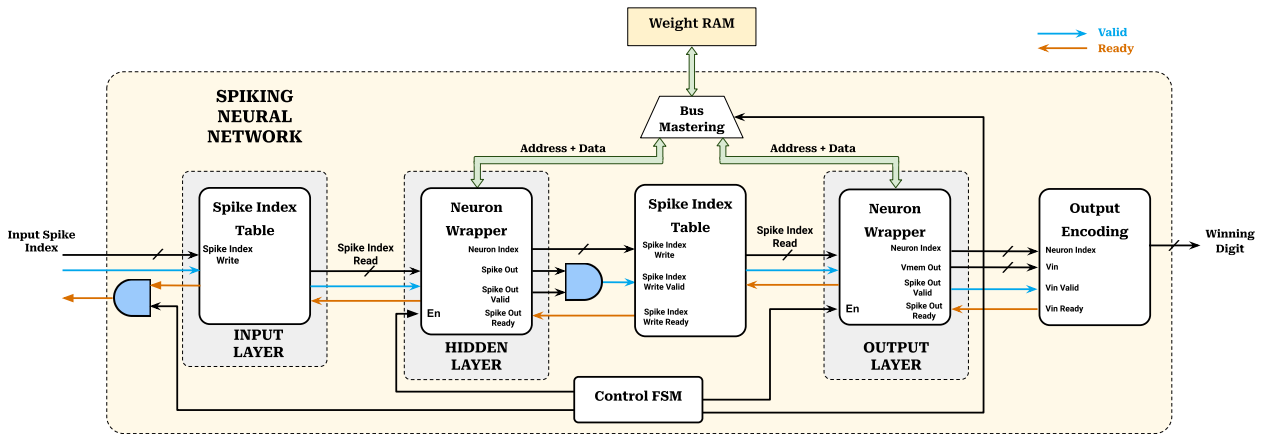 Weight RAM
Valid
Ready
SPIKING
NEURAL
NETWORK
Bus
Mastering
Address + Data
Address + Data
Input Spike
Index
Spike Index
Table
Spike Index
Write
INPUT
LAYER
Spike Index
Read
Neuron
Wrapper
Neuron Index
Spike Out
Spike Out
Valid
Spike Out
Ready
En
HIDDEN
LAYER
Spike Index
Table
Spike Index
Write
Spike Index
Write Valid
Spike Index
Write Ready
Spike Index
Read
Neuron
Wrapper
Neuron Index
Vmem Out
Spike Out
Valid
Spike Out
Ready
En
OUTPUT
LAYER
Output
Encoding
Neuron Index
Vin
Vin Valid
Vin Ready
Winning
Digit
Control FSM